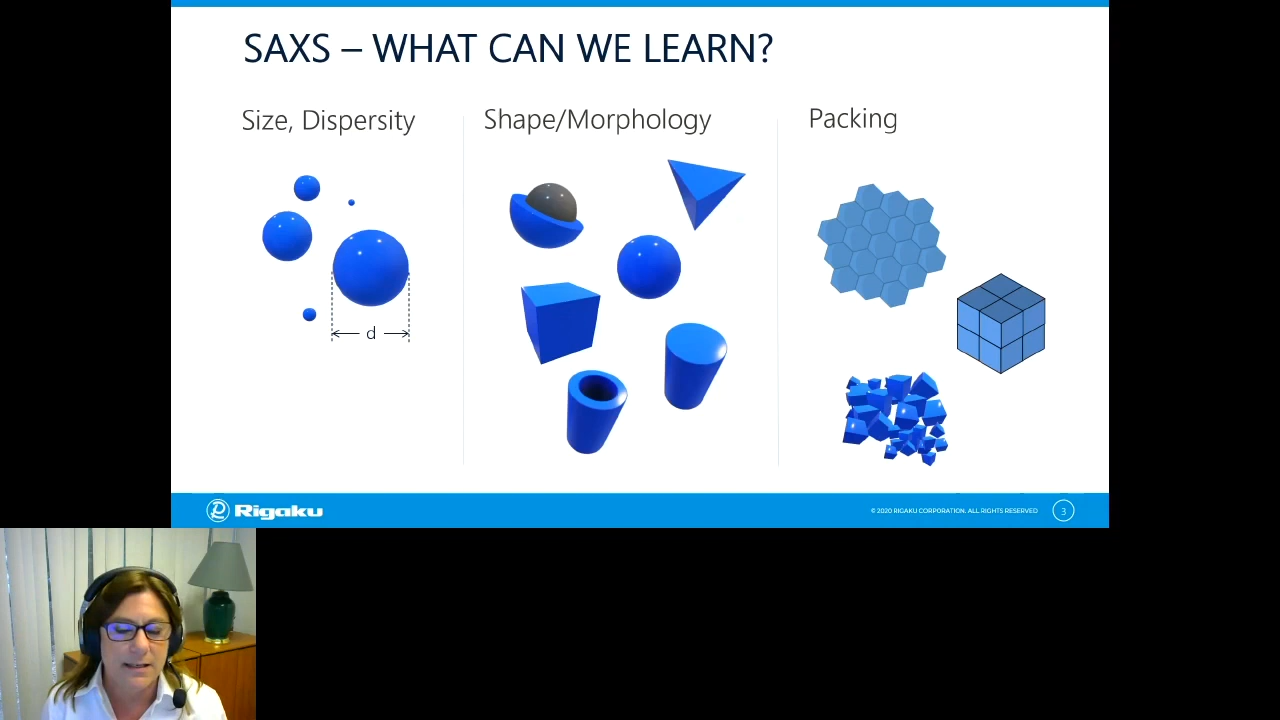 SAXS – WHAT CAN WE LEARN?
Size, Dispersity
Shape/Morphology
Packing
d
Rigaku
© 2020 RIGAKU CORPORATION. ALL RIGHTS RESERVED
3